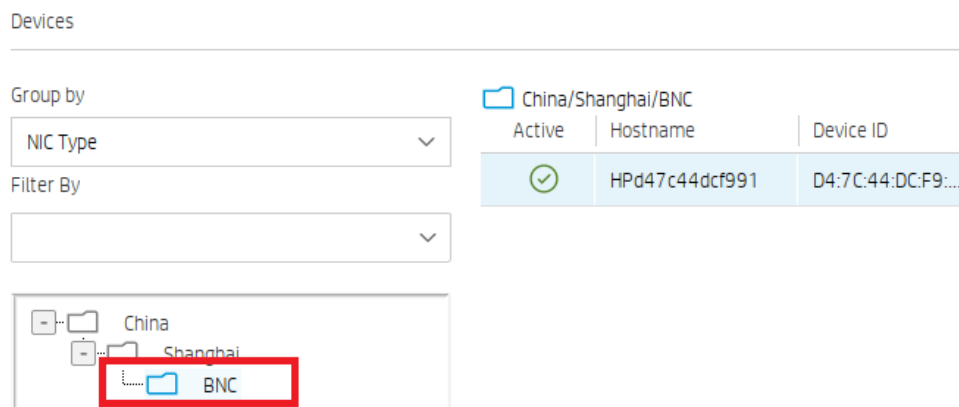 Devices
Group by
NIC Type
Filter By
China/Shanghai/BNC
Active Hostname Device ID
HPd47c44dcf991 D4:7C:44:DC:F9:...
China
Shanghai
BNC